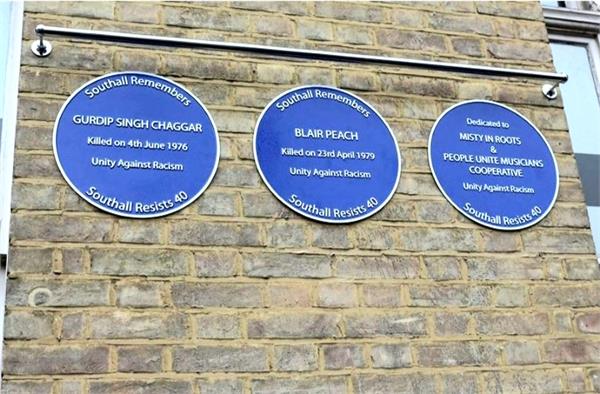 Southall Remembers
GURDIP SINGH CHAGGAR
Killed on 4th June 1976
Unity Against Racism
Southall Resists 40
Southall Remembers
BLAIR PEACH
Killed on 23rd April 1979
Unity Against Racism
Southall Resists 40
Dedicated to
MISTY IN ROOTS
&
PEOPLE UNITE MUSICIANS
COOPERATIVE
Unity Against Racism
Southall Resists 40